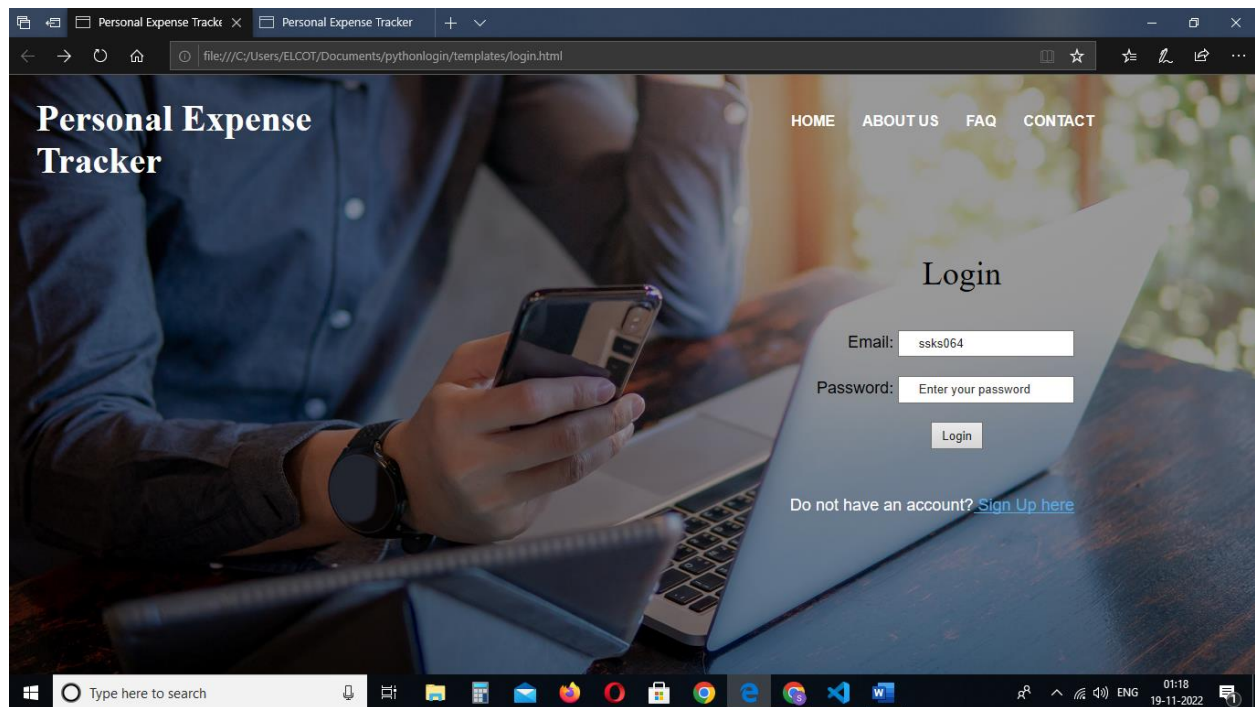 Personal Expense Tracke
Personal Expense Tracker
file:///C:/Users/ELCOT/Documents/pythonlogin/templates/login.html
Personal Expense
Tracker
HOME ABOUT US FAQ CONTACT
Login
Email: ssks064
Password: Enter your password
Login
Do not have an account? Sign Up here
Type here to search
ENG
01:18
19-11-2022